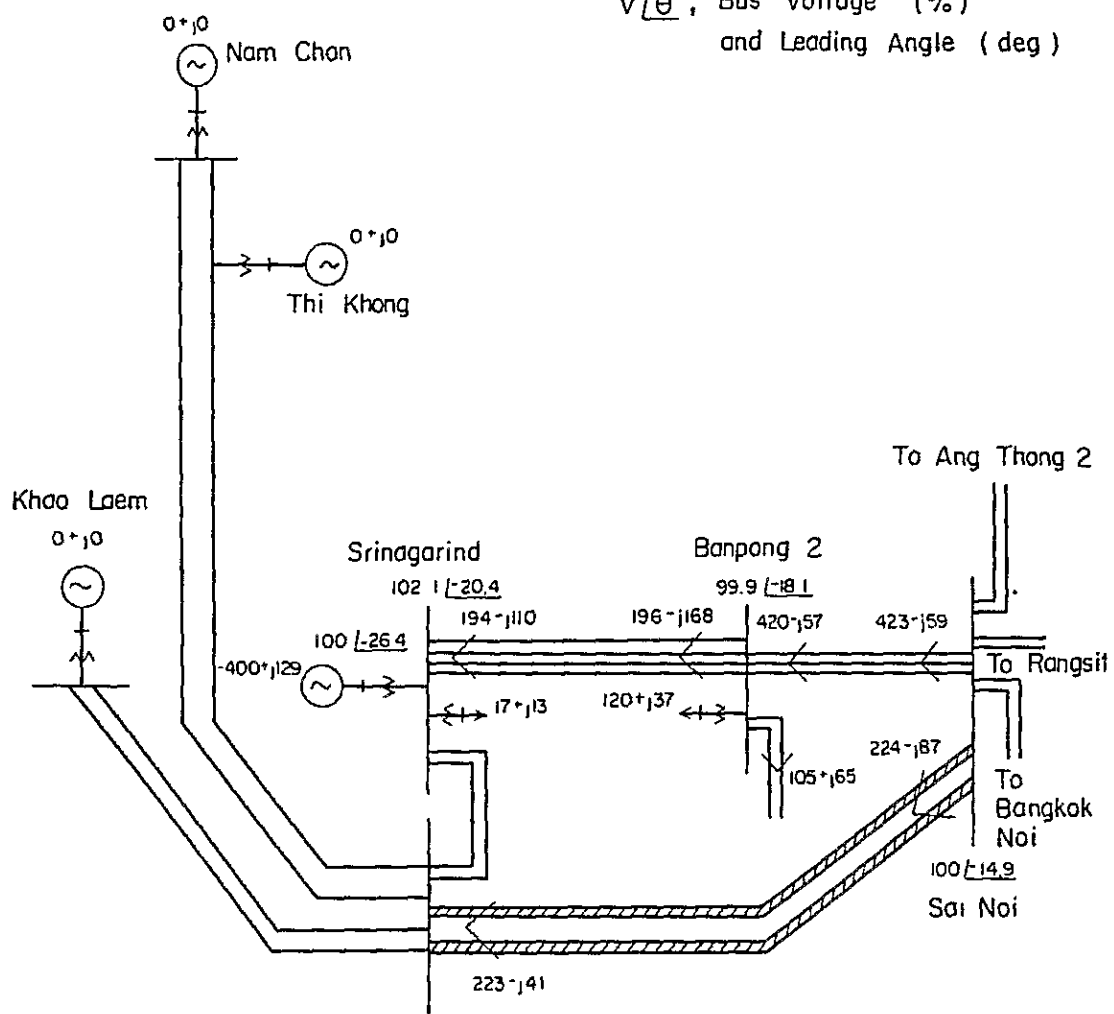 V/θ , Bus Voltage (%)
and Leading Angle (deg)
0+j0
Nam Chan
0+j0
Thi Khong
To Ang Thong 2
Khao Laem
0+j0
Srinagarind
102 1 /-20.4
Banpong 2
99.9 /-18.1
194-j110
196-j168
420-j57
423-j59
100 /-26 4
-400+j129
To Rangsit
17+j13
120+j37
224-j87
105+j65
To
Bangkok
Noi
100 /-14.9
Sai Noi
223-j41